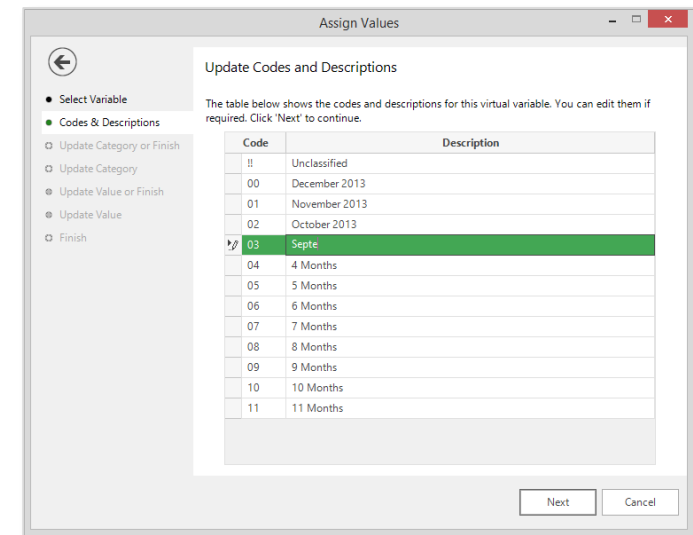 Assign Values
Select Variable
Codes & Descriptions
Update Category or Finish
Update Category
Update Value or Finish
Update Value
Finish
Update Codes and Descriptions
The table below shows the codes and descriptions for this virtual variable. You can edit them if
required. Click 'Next' to continue.
Code Description
!! Unclassified
00 December 2013
01 November 2013
02 October 2013
03 Septe
04 4 Months
05 5 Months
06 6 Months
07 7 Months
08 8 Months
09 9 Months
10 10 Months
11 11 Months
Next Cancel